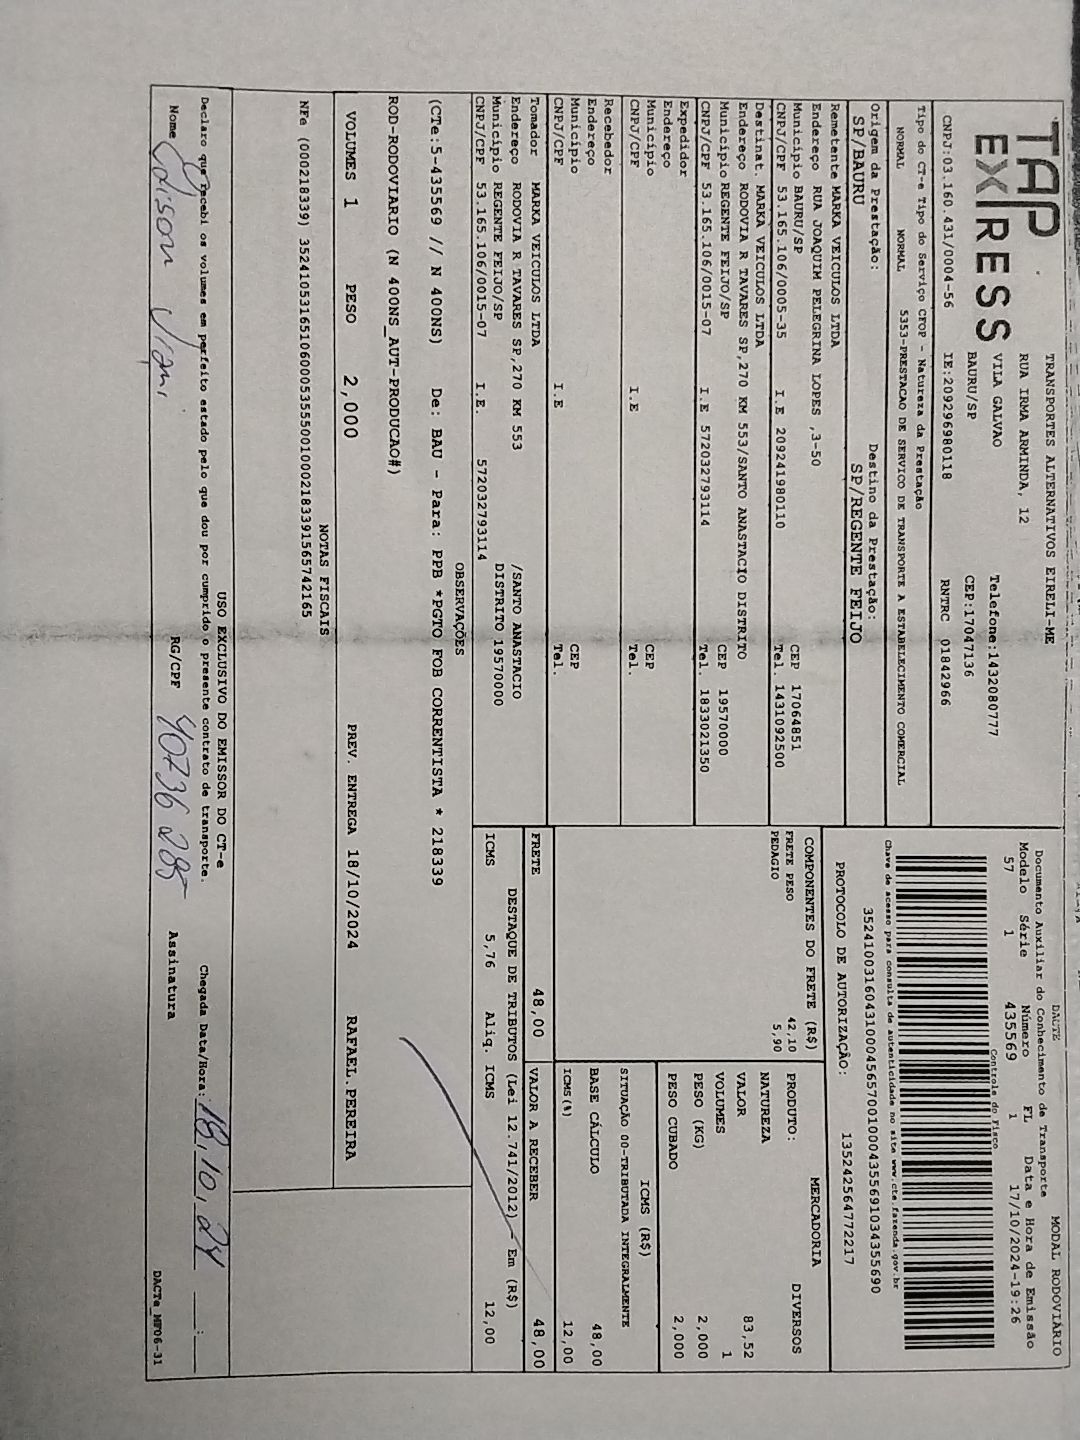 TAP EXPRESS
TRANSPORTES ALTERNATIVOS EIRELI-ME
RUA IRMA ARMINDA, 12
Telefone:1432080777
VILA GALVAO
CEP:17047136
BAURU/SP
CNPJ:03.160.431/0004-56 IE:209296980118 RNTRC 01842966
DACTE MODAL RODOVIÁRIO
Documento Auxiliar do Conhecimento de Transporte
Modelo Série Número FL Data e Hora de Emissão
57 1 435569 1 17/10/2024-19:26
Controle do Fisco
Chave de acesso para consulta de autenticidade no site www.cte.fazenda.gov.br
35241003160431000456570010004355691034355690
PROTOCOLO DE AUTORIZAÇÃO: 135242564772217
Tipo do CT-e Tipo do Serviço CFOP - Natureza da Prestação
NORMAL NORMAL 5353-PRESTACAO DE SERVICO DE TRANSPORTE A ESTABELECIMENTO COMERCIAL
Origem da Prestação: Destino da Prestação:
SP/BAURU SP/REGENTE FEIJO
Remetente MARKA VEICULOS LTDA
Endereço RUA JOAQUIM PELEGRINA LOPES ,3-50
Município BAURU/SP CEP 17064851
CNPJ/CPF 53.165.106/0005-35 I.E 209241980110 Tel. 1431092500
Destinat. MARKA VEICULOS LTDA
Endereço RODOVIA R TAVARES SP,270 KM 553/SANTO ANASTACIO DISTRITO
Município REGENTE FEIJO/SP CEP 19570000
CNPJ/CPF 53.165.106/0015-07 I.E 572032793114 Tel. 1833021350
Expedidor
Endereço
Município CEP
CNPJ/CPF I.E Tel.
Recebedor
Endereço
Município CEP
CNPJ/CPF I.E Tel.
Tomador MARKA VEICULOS LTDA
Endereço RODOVIA R TAVARES SP,270 KM 553 /SANTO ANASTACIO
Município REGENTE FEIJO/SP DISTRITO 19570000
CNPJ/CPF 53.165.106/0015-07 I.E. 572032793114
COMPONENTES DO FRETE (R$)
FRETE PESO 42,10
PEDAGIO 5,90
MERCADORIA
PRODUTO: DIVERSOS
NATUREZA
VALOR 83,52
VOLUMES 1
PESO (KG) 2,000
PESO CUBADO 2,000
ICMS (R$)
SITUAÇÃO 00-TRIBUTADA INTEGRALMENTE
BASE CÁLCULO 48,00
ICMS(%) 12,00
FRETE 48,00 VALOR A RECEBER 48,00
DESTAQUE DE TRIBUTOS (Lei 12.741/2012) - Em (R$)
ICMS 5,76 Aliq. ICMS 12,00
OBSERVAÇÕES
(CTe:5-435569 // N 400NS) De: BAU - Para: PPB *PGTO FOB CORRENTISTA * 218339
ROD-RODOVIARIO (N 400NS_AUT-PRODUCAO#)
VOLUMES 1 PESO 2,000 PREV. ENTREGA 18/10/2024 RAFAEL.PEREIRA
NOTAS FISCAIS
NFe (000218339) 35241053165106000535550010002183391565742165
USO EXCLUSIVO DO EMISSOR DO CT-e
Declaro que recebi os volumes em perfeito estado pelo que dou por cumprido o presente contrato de transporte. Chegada Data/Hora: 18,10,24 __:__
Nome RG/CPF 40736285 Assinatura
DACTe_MF06-31